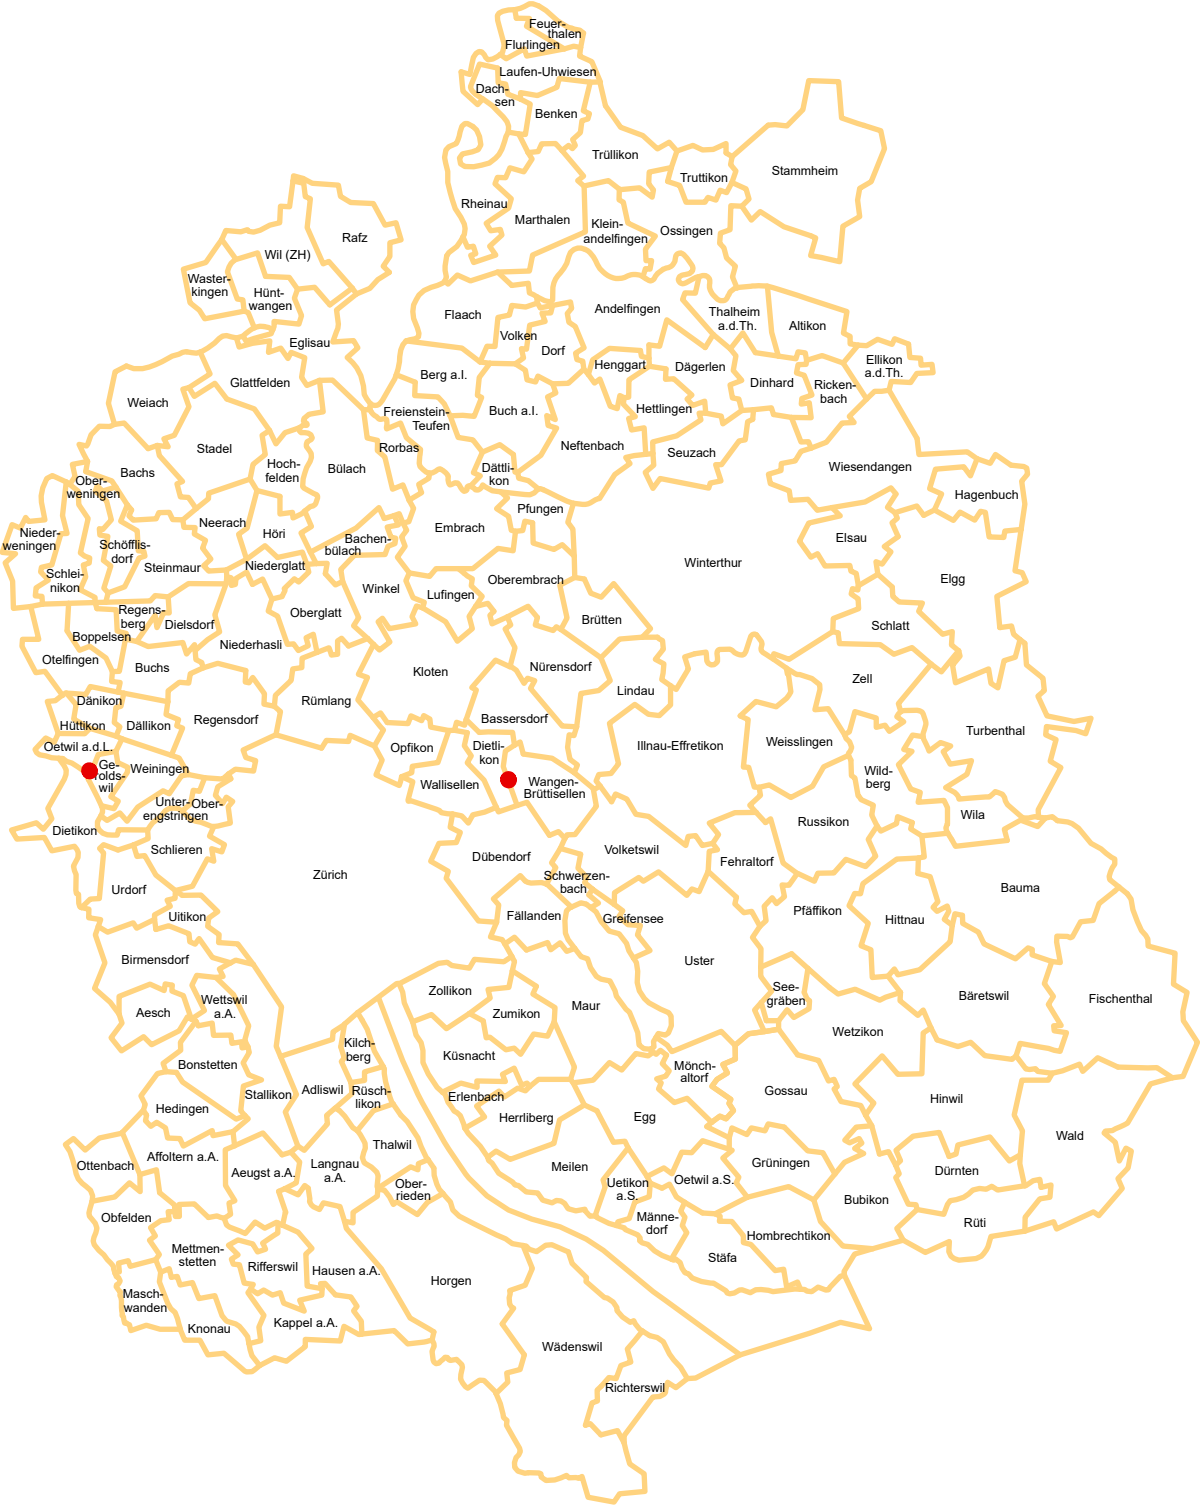 Feuer-
thalen
Flurlingen
Laufen-Uhwiesen
Dach-
sen
Benken
Trüllikon
Truttikon
Stammheim
Rheinau
Marthalen
Klein-
andelfingen
Ossingen
Rafz
Wil (ZH)
Waster-
kingen
Hünt-
wangen
Eglisau
Flaach
Volken
Dorf
Andelfingen
Thalheim
a.d.Th.
Altikon
Ellikon
a.d.Th.
Henggart
Dägerlen
Dinhard
Ricken-
bach
Glattfelden
Weiach
Berg a.I.
Buch a.I.
Freienstein-
Teufen
Hettlingen
Neftenbach
Seuzach
Stadel
Rorbas
Bachs
Hoch-
felden
Bülach
Dättli-
kon
Wiesendangen
Hagenbuch
Ober-
weningen
Pfungen
Neerach
Höri
Embrach
Nieder-
weningen
Schöfflis-
dorf
Bachen-
bülach
Elsau
Steinmaur
Niederglatt
Winterthur
Elgg
Schlei-
nikon
Winkel
Lufingen
Oberembrach
Regens-
berg
Dielsdorf
Oberglatt
Brütten
Schlatt
Boppelsen
Niederhasli
Otelfingen
Buchs
Kloten
Nürensdorf
Lindau
Zell
Dänikon
Hüttikon
Dällikon
Regensdorf
Rümlang
Bassersdorf
Turbenthal
Oetwil a.d.L.
Opfikon
Dietli-
kon
Illnau-Effretikon
Weisslingen
Ge-
rolds-
wil
Weiningen
Wallisellen
Wangen-
Brüttisellen
Wild-
berg
Unter-
engstringen
Ober-
Dietikon
Wila
Russikon
Schlieren
Zürich
Dübendorf
Volketswil
Fehraltorf
Urdorf
Schwerzen-
bach
Bauma
Uitikon
Fällanden
Greifensee
Pfäffikon
Hittnau
Birmensdorf
Uster
Zollikon
See-
gräben
Bäretswil
Fischenthal
Aesch
Wettswil
a.A.
Zumikon
Maur
Wetzikon
Kilch-
berg
Küsnacht
Bonstetten
Mönch-
altorf
Stallikon
Adliswil
Rüsch-
likon
Erlenbach
Gossau
Hinwil
Hedingen
Herrliberg
Egg
Wald
Thalwil
Affoltern a.A.
Ottenbach
Aeugst a.A.
Langnau
a.A.
Meilen
Grüningen
Dürnten
Ober-
rieden
Uetikon
a.S.
Oetwil a.S.
Bubikon
Obfelden
Männe-
dorf
Rüti
Hombrechtikon
Mettmen-
stetten
Rifferswil
Hausen a.A.
Stäfa
Horgen
Masch-
wanden
Knonau
Kappel a.A.
Wädenswil
Richterswil